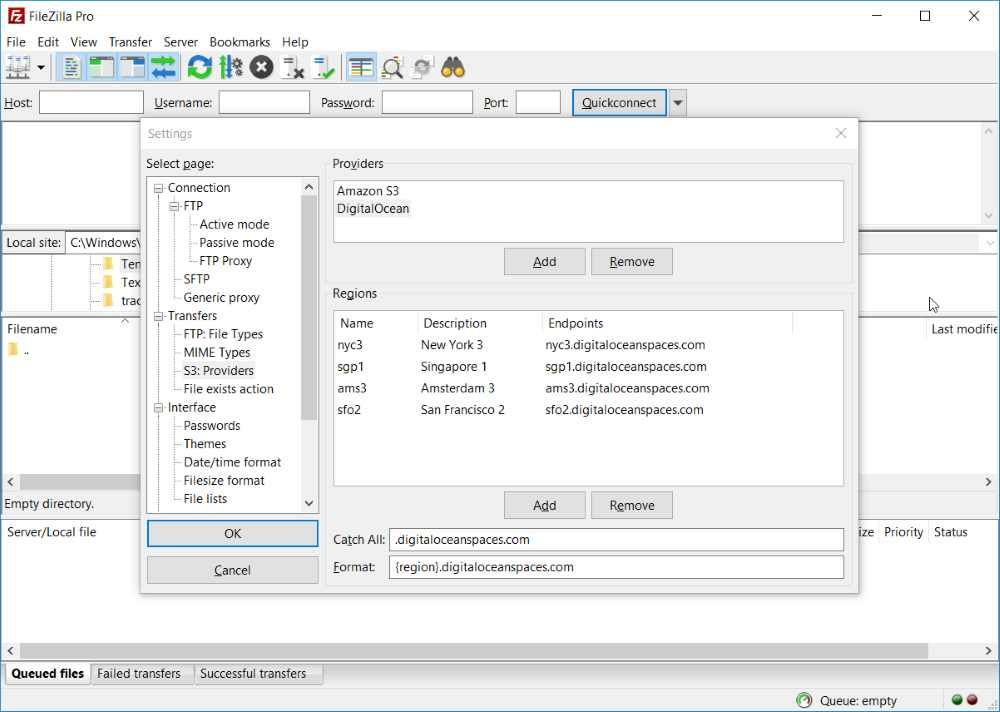 FileZilla Pro
File Edit View Transfer Server Bookmarks Help
Host: Username: Password: Port: Quickconnect
Settings
Select page:
Connection
FTP
Active mode
Passive mode
FTP Proxy
SFTP
Generic proxy
Transfers
FTP: File Types
MIME Types
S3: Providers
File exists action
Interface
Passwords
Themes
Date/time format
Filesize format
File lists
OK
Cancel
Providers
Amazon S3
DigitalOcean
Add Remove
Regions
Name Description Endpoints
nyc3 New York 3 nyc3.digitaloceanspaces.com
sgp1 Singapore 1 sgp1.digitaloceanspaces.com
ams3 Amsterdam 3 ams3.digitaloceanspaces.com
sfo2 San Francisco 2 sfo2.digitaloceanspaces.com
Add Remove
Catch All: .digitaloceanspaces.com
Format: {region}.digitaloceanspaces.com
Local site: C:\Windows\
Ten
Tex
trac
Filename
Last modifie
..
Empty directory.
Server/Local file
ize Priority Status
Queued files Failed transfers Successful transfers
Queue: empty